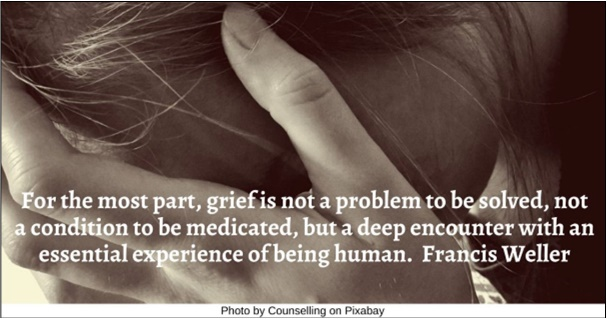 For the most part, grief is not a problem to be solved, not
a condition to be medicated, but a deep encounter with an
essential experience of being human. Francis Weller
Photo by Counselling on Pixabay